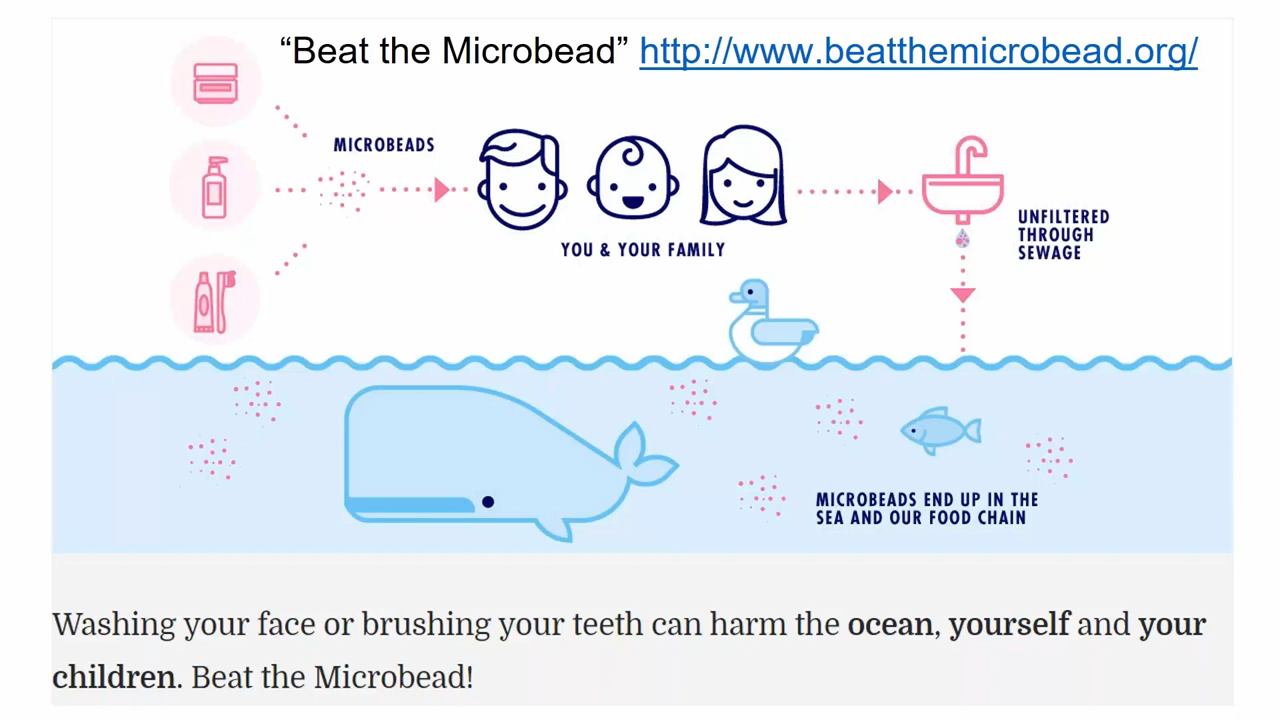 “Beat the Microbead” http://www.beatthemicrobead.org/
MICROBEADS
YOU & YOUR FAMILY
UNFILTERED
THROUGH
SEWAGE
MICROBEADS END UP IN THE
SEA AND OUR FOOD CHAIN
Washing your face or brushing your teeth can harm the ocean, yourself and your
children. Beat the Microbead!